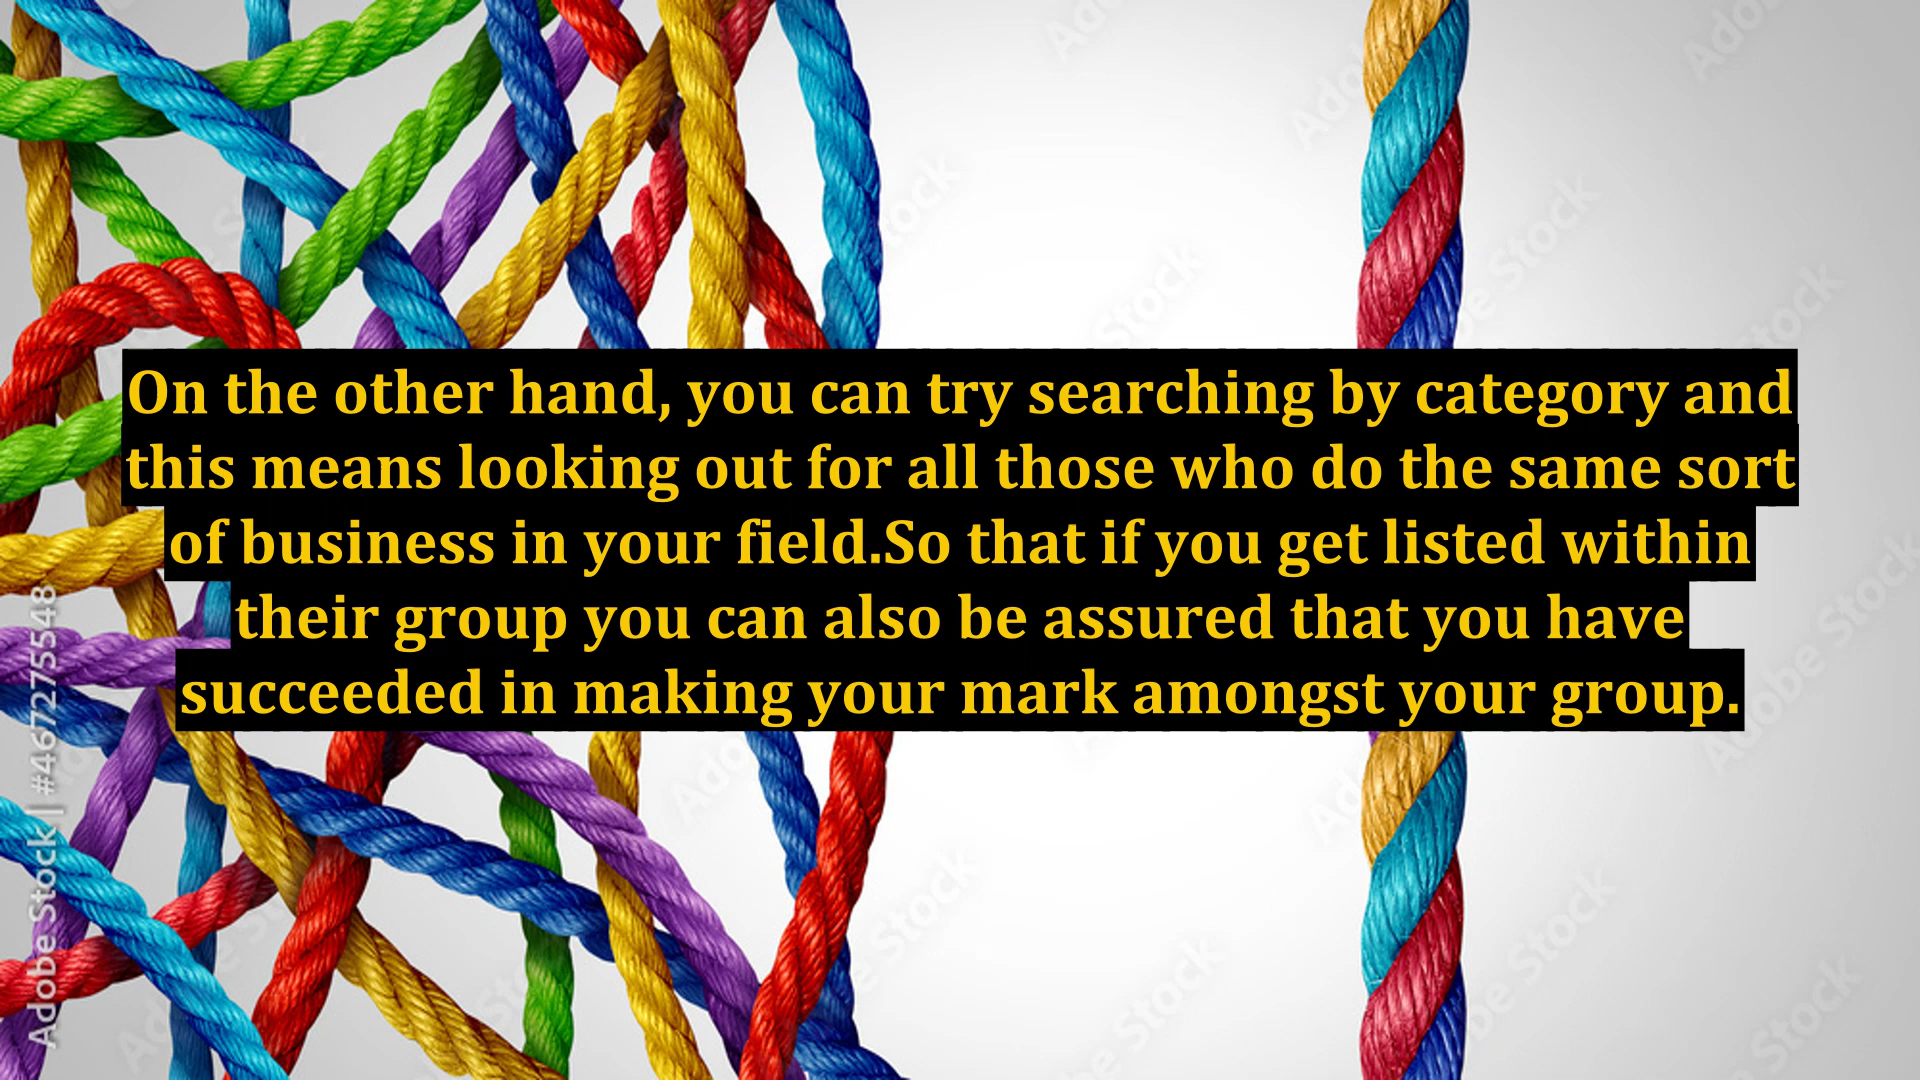 On the other hand, you can try searching by category and
this means looking out for all those who do the same sort
of business in your field.So that if you get listed within
their group you can also be assured that you have
succeeded in making your mark amongst your group.
Adobe Stock | #467275548